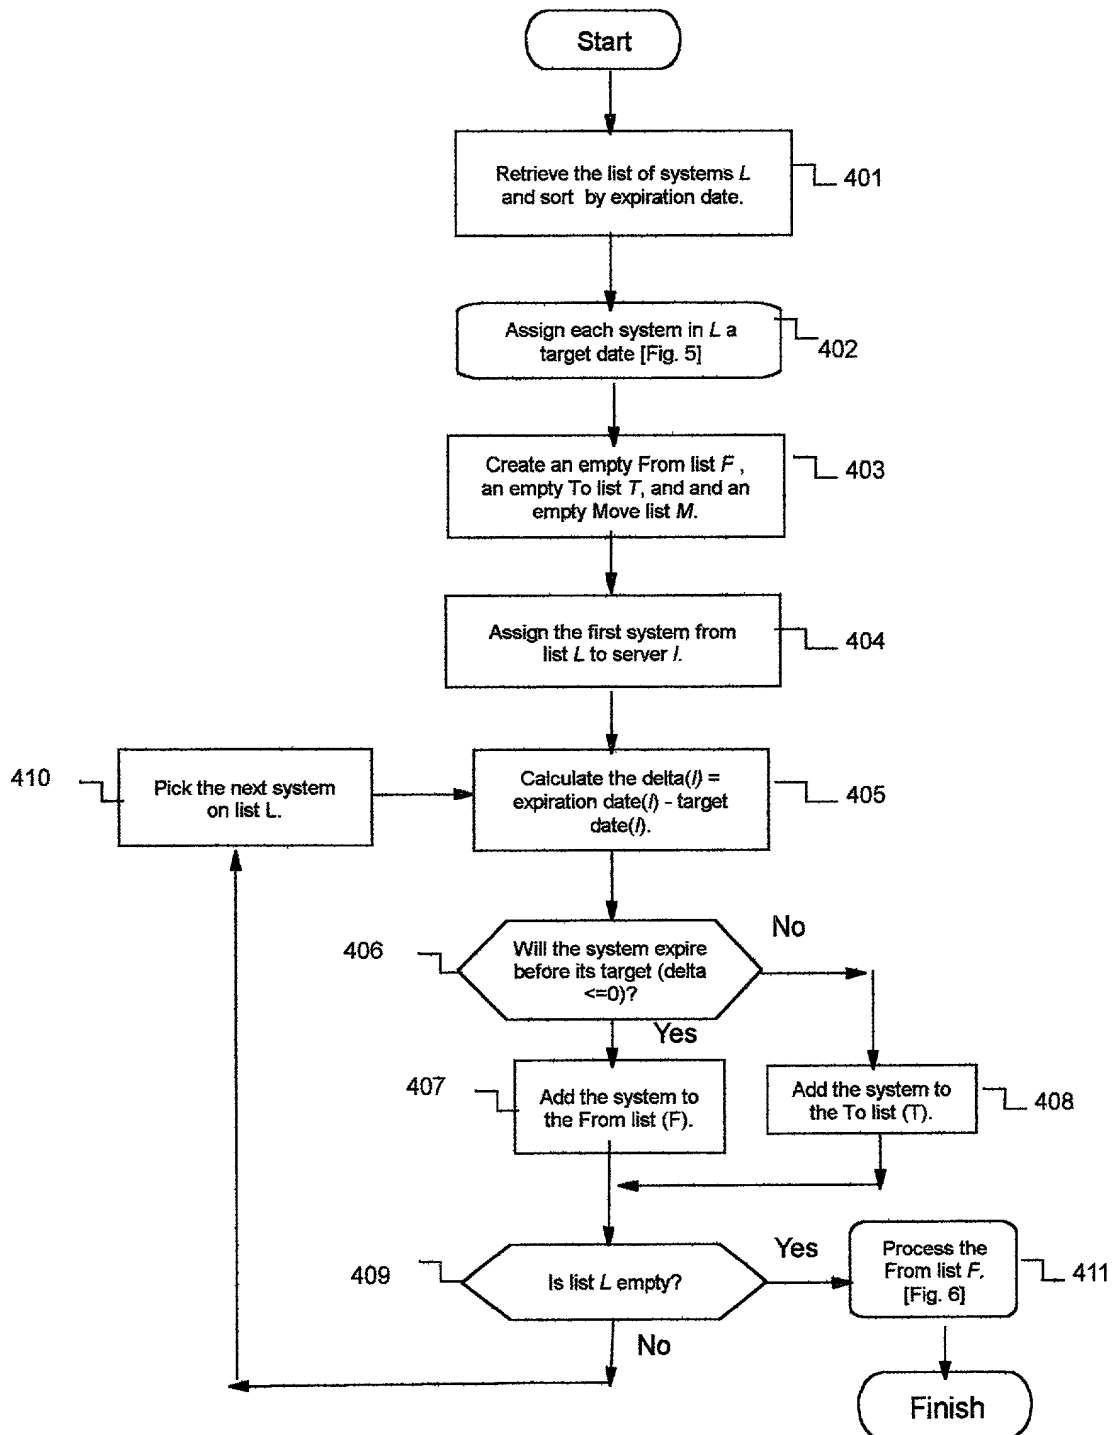 Start
Retrieve the list of systems L
and sort by expiration date.
401
Assign each system in L a
target date [Fig. 5]
402
Create an empty From list F ,
an empty To list T, and and an
empty Move list M.
403
Assign the first system from
list L to server I.
404
410
Pick the next system
on list L.
Calculate the delta(I) =
expiration date(I) - target
date(I).
405
406
Will the system expire
before its target (delta
<=0)?
No
Yes
407
Add the system to
the From list (F).
Add the system to
the To list (T).
408
409
Is list L empty?
Yes
No
Process the
From list F.
[Fig. 6]
411
Finish